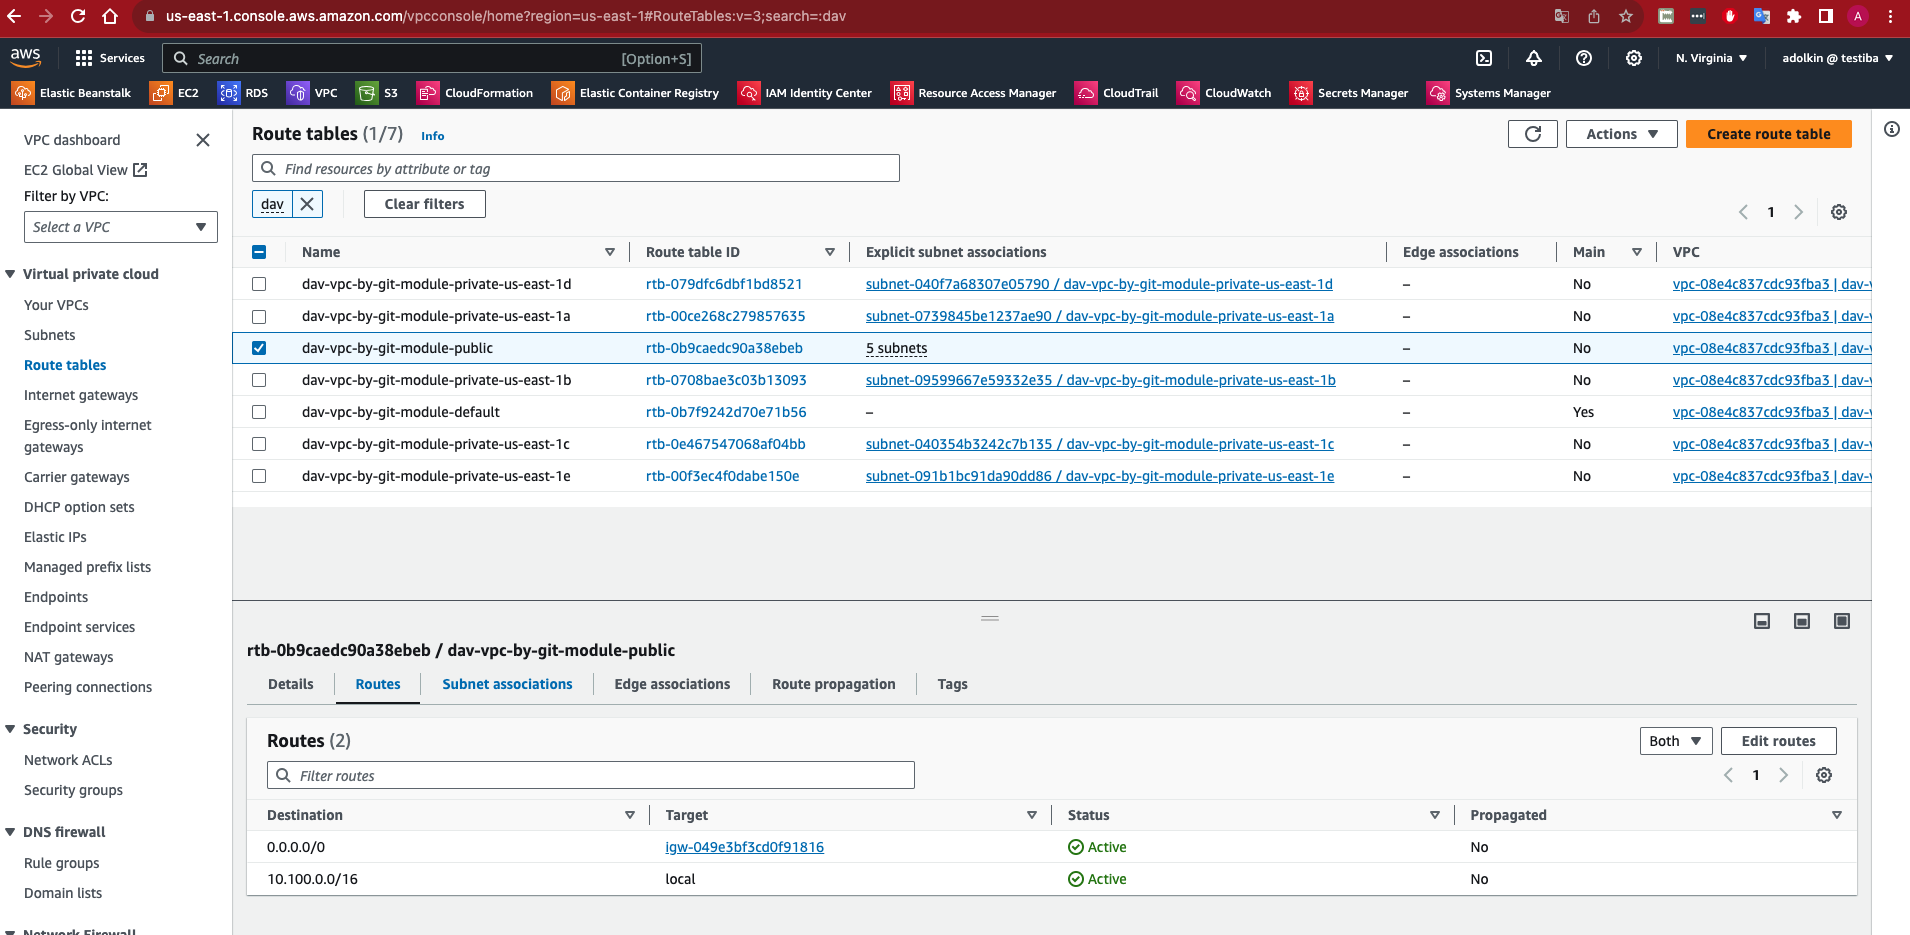 us-east-1.console.aws.amazon.com/vpcconsole/home?region=us-east-1#RouteTables:v=3;search=:dav
A
aws Services Search [Option+S] N. Virginia adolkin @ testiba
Elastic Beanstalk EC2 RDS VPC S3 CloudFormation Elastic Container Registry IAM Identity Center Resource Access Manager CloudTrail CloudWatch Secrets Manager Systems Manager
VPC dashboard
EC2 Global View
Filter by VPC:
Select a VPC
Virtual private cloud
Your VPCs
Subnets
Route tables
Internet gateways
Egress-only internet
gateways
Carrier gateways
DHCP option sets
Elastic IPs
Managed prefix lists
Endpoints
Endpoint services
NAT gateways
Peering connections
Security
Network ACLs
Security groups
DNS firewall
Rule groups
Domain lists
Network Firewall
Route tables (1/7) Info
Actions Create route table
Find resources by attribute or tag
dav Clear filters
1
Name Route table ID Explicit subnet associations Edge associations Main VPC
dav-vpc-by-git-module-private-us-east-1d rtb-079dfc6dbf1bd8521 subnet-040f7a68307e05790 / dav-vpc-by-git-module-private-us-east-1d – No vpc-08e4c837cdc93fba3 | dav-v
dav-vpc-by-git-module-private-us-east-1a rtb-00ce268c279857635 subnet-0739845be1237ae90 / dav-vpc-by-git-module-private-us-east-1a – No vpc-08e4c837cdc93fba3 | dav-v
dav-vpc-by-git-module-public rtb-0b9caedc90a38ebeb 5 subnets – No vpc-08e4c837cdc93fba3 | dav-v
dav-vpc-by-git-module-private-us-east-1b rtb-0708bae3c03b13093 subnet-09599667e59332e35 / dav-vpc-by-git-module-private-us-east-1b – No vpc-08e4c837cdc93fba3 | dav-v
dav-vpc-by-git-module-default rtb-0b7f9242d70e71b56 – – Yes vpc-08e4c837cdc93fba3 | dav-v
dav-vpc-by-git-module-private-us-east-1c rtb-0e467547068af04bb subnet-040354b3242c7b135 / dav-vpc-by-git-module-private-us-east-1c – No vpc-08e4c837cdc93fba3 | dav-v
dav-vpc-by-git-module-private-us-east-1e rtb-00f3ec4f0dabe150e subnet-091b1bc91da90dd86 / dav-vpc-by-git-module-private-us-east-1e – No vpc-08e4c837cdc93fba3 | dav-v
rtb-0b9caedc90a38ebeb / dav-vpc-by-git-module-public
Details Routes Subnet associations Edge associations Route propagation Tags
Routes (2)
Both Edit routes
Filter routes
1
Destination Target Status Propagated
0.0.0.0/0 igw-049e3bf3cd0f91816 Active No
10.100.0.0/16 local Active No